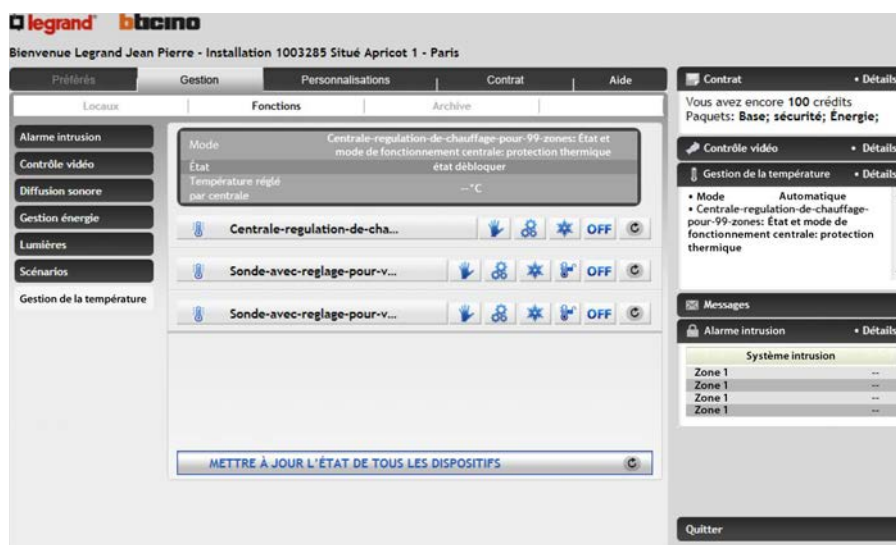 legrand bticino
Bienvenue Legrand Jean Pierre - Installation 1003285 Situé Apricot 1 - Paris
Préférés Gestion Personnalisations Contrat Aide
Locaux Fonctions Archive
Alarme intrusion
Contrôle vidéo
Diffusion sonore
Gestion énergie
Lumières
Scénarios
Gestion de la température
Mode Centrale-regulation-de-chauffage-pour-99-zones: État et
mode de fonctionnement centrale: protection thermique
État état dèbloquer
Température réglé
par centrale --°C
Centrale-regulation-de-cha... OFF
Sonde-avec-reglage-pour-v... OFF
Sonde-avec-reglage-pour-v... OFF
METTRE À JOUR L'ÉTAT DE TOUS LES DISPOSITIFS
Contrat • Détails
Vous avez encore 100 crédits
Paquets: Base; sécurité; Énergie;
Contrôle vidéo • Détails
Gestion de la température • Détails
• Mode Automatique
• Centrale-regulation-de-chauffage-
pour-99-zones: État et mode de
fonctionnement centrale: protection
thermique
Messages
Alarme intrusion • Détails
Système intrusion
Zone 1 --
Zone 1 --
Zone 1 --
Zone 1 --
Quitter